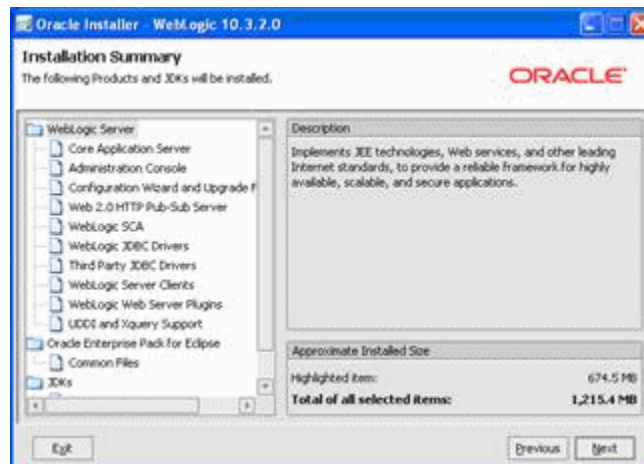 Oracle Installer - WebLogic 10.3.2.0
Installation Summary
The following Products and JDKs will be installed.
ORACLE
WebLogic Server
Core Application Server
Administration Console
Configuration Wizard and Upgrade F
Web 2.0 HTTP Pub-Sub Server
WebLogic SCA
WebLogic JDBC Drivers
Third Party JDBC Drivers
WebLogic Server Clients
WebLogic Web Server Plugins
UDDI and Xquery Support
Oracle Enterprise Pack for Eclipse
Common Files
JDKs
Description
Implements JEE technologies, Web services, and other leading
Internet standards, to provide a reliable framework for highly
available, scalable, and secure applications.
Approximate Installed Size
Highlighted item: 674.5 MB
Total of all selected items: 1,215.4 MB
Exit
Previous
Next